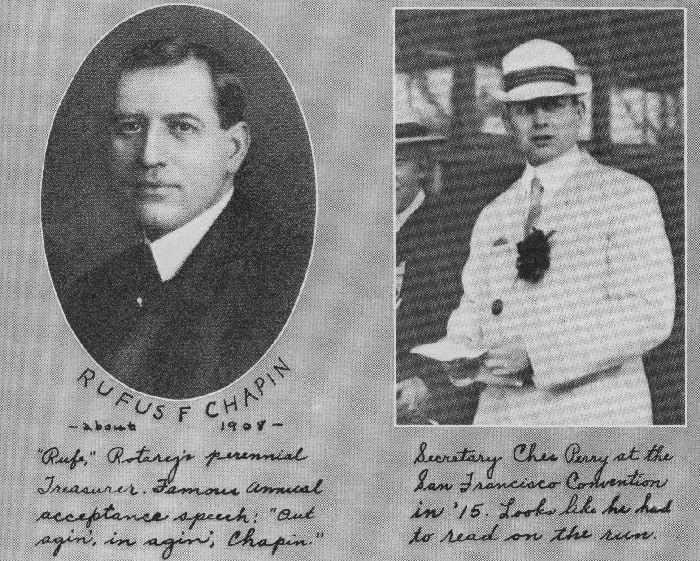 RUFUS F CHAPIN
- about 1908 -
"Rufe," Rotary's perennial
Treasurer. Famous annual
acceptance speech: "Out
agin', in agin', Chapin."
Secretary Ches Perry at the
San Francisco Convention
in '15. Looks like he had
to read on the run.